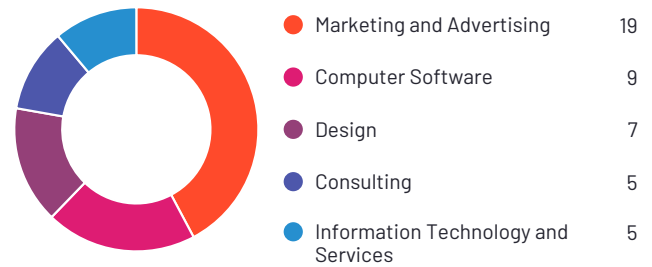 Marketing and Advertising 19
Computer Software 9
Design 7
Consulting 5
Information Technology and 5
Services